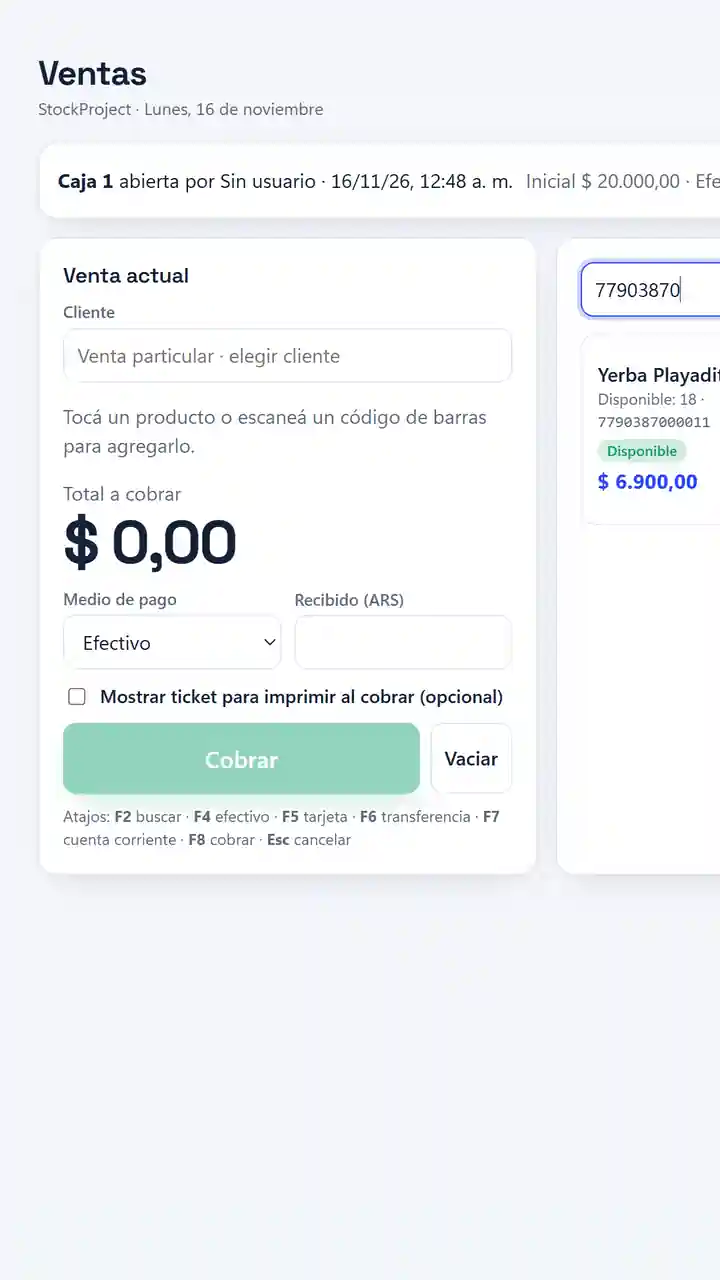 Ventas
StockProject · Lunes, 16 de noviembre
Caja 1 abierta por Sin usuario · 16/11/26, 12:48 a. m. Inicial $ 20.000,00 · Efe
Venta actual
Cliente
Venta particular · elegir cliente
Tocá un producto o escaneá un código de barras
para agregarlo.
Total a cobrar
$ 0,00
Medio de pago
Recibido (ARS)
Efectivo
Mostrar ticket para imprimir al cobrar (opcional)
Cobrar
Vaciar
Atajos: F2 buscar · F4 efectivo · F5 tarjeta · F6 transferencia · F7
cuenta corriente · F8 cobrar · Esc cancelar
77903870
Yerba Playadit
Disponible: 18 ·
7790387000011
Disponible
$ 6.900,00